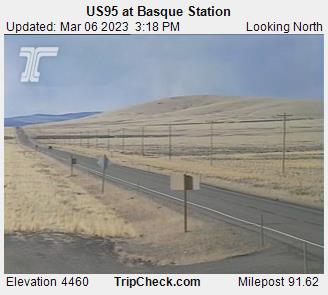 US95 at Basque Station
Updated: Mar 06 2023 3:18 PM Looking North
Elevation 4460 TripCheck.com Milepost 91.62